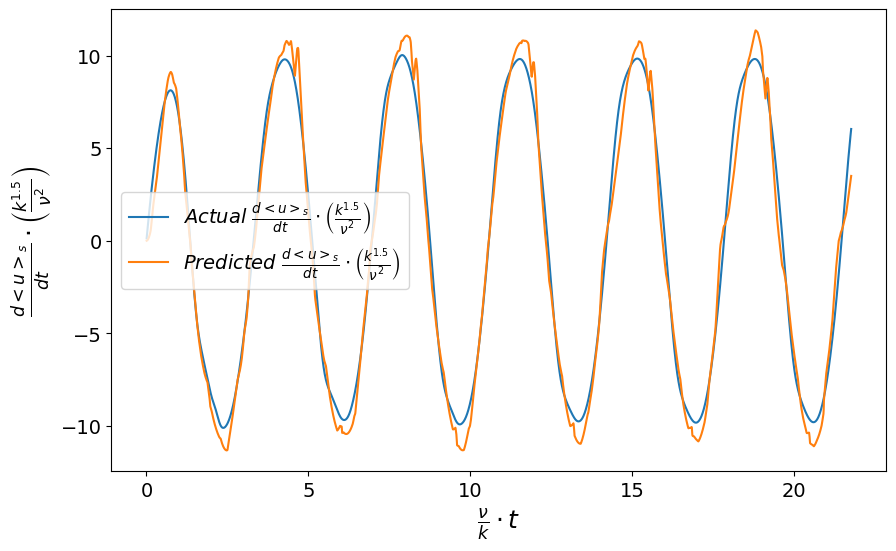 10
5
0
−5
−10
d < u >_s / dt · (k^1.5 / ν^2)
Actual d < u >_s / dt · (k^1.5 / ν^2)
Predicted d < u >_s / dt · (k^1.5 / ν^2)
0 5 10 15 20
ν / k · t